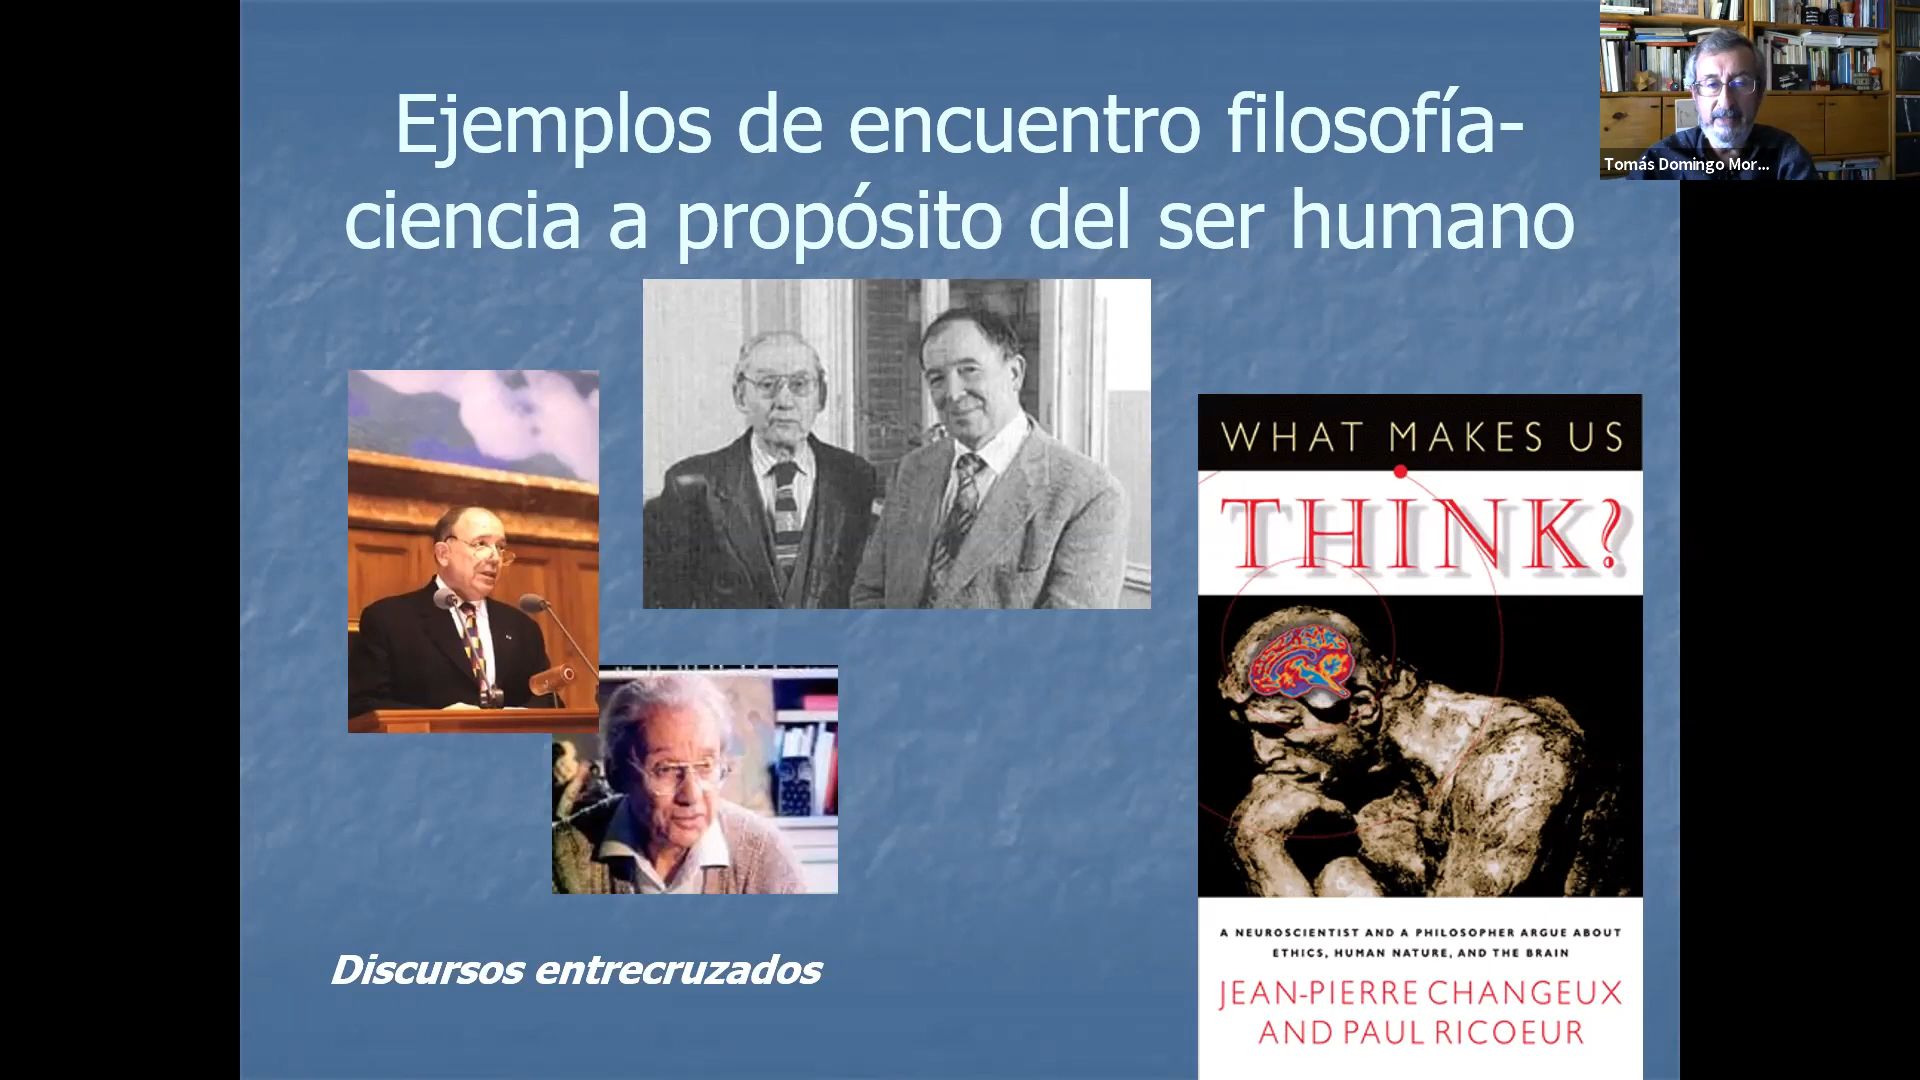 Ejemplos de encuentro filosofía-
ciencia a propósito del ser humano
Tomás Domingo Mor...
WHAT MAKES US
THINK?
A NEUROSCIENTIST AND A PHILOSOPHER ARGUE ABOUT
ETHICS, HUMAN NATURE, AND THE BRAIN
JEAN-PIERRE CHANGEUX
AND PAUL RICOEUR
Discursos entrecruzados